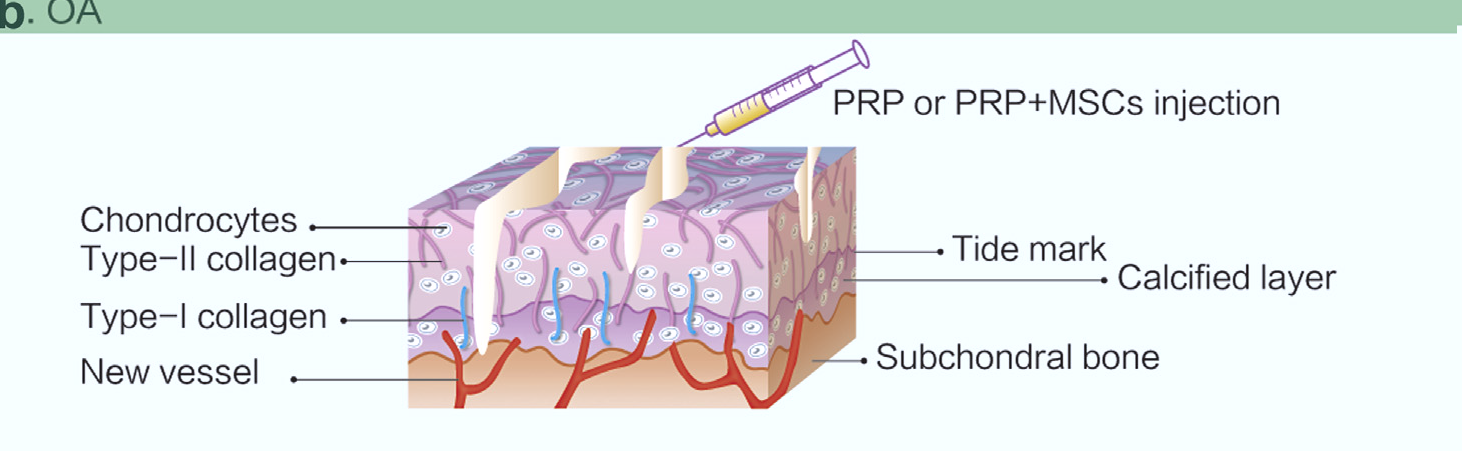 b. OA
PRP or PRP+MSCs injection
Chondrocytes
Type-II collagen
Type-I collagen
New vessel
Tide mark
Calcified layer
Subchondral bone